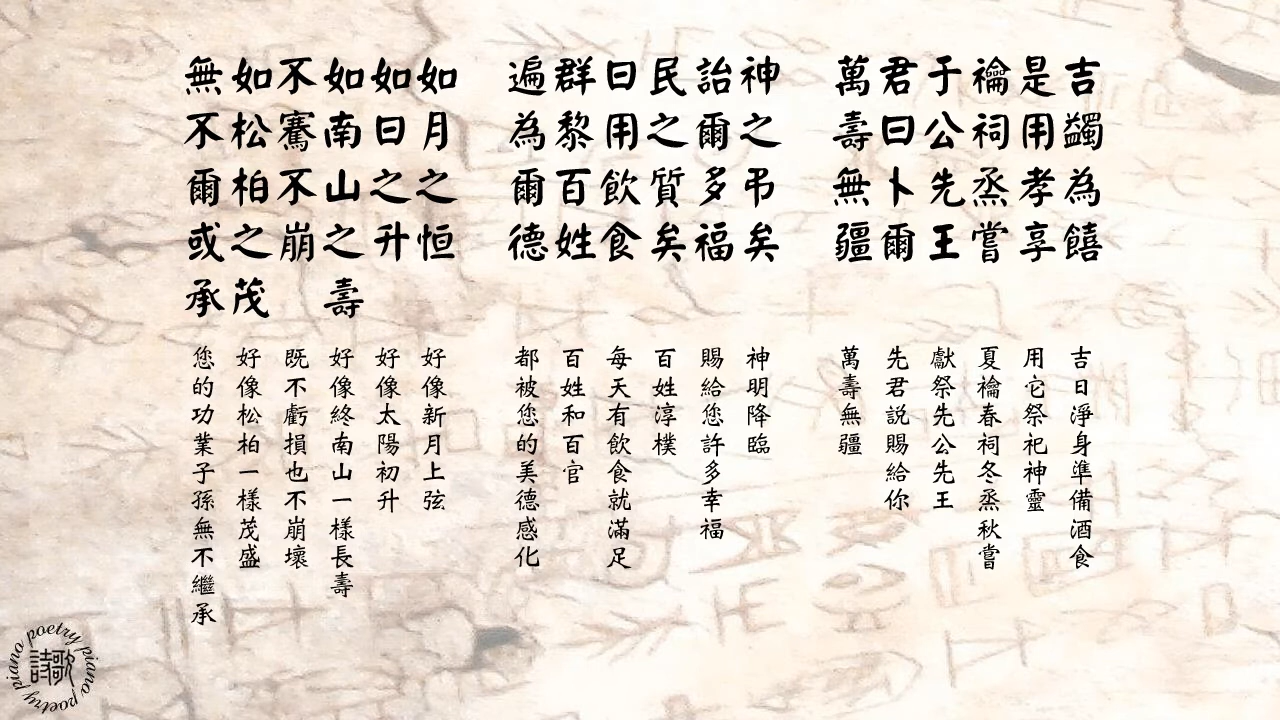 吉蠲為饎
是用孝享
禴祠烝嘗
于公先王
君曰卜爾
萬壽無疆
吉日淨身準備酒食
用它祭祀神靈
夏禴春祠冬烝秋嘗
獻祭先公先王
先君説賜給你
萬壽無疆
神之弔矣
詒爾多福
民之質矣
日用飲食
群黎百姓
遍為爾德
神明降臨
賜給您許多幸福
百姓淳樸
每天有飲食就滿足
百姓和百官
都被您的美德感化
如月之恒
如日之升
如南山之壽
不騫不崩
如松柏之茂
無不爾或承
好像新月上弦
好像太陽初升
好像終南山一樣長壽
既不虧損也不崩壞
好像松柏一樣茂盛
您的功業子孫無不繼承
詩歌
piano poetry piano poetry